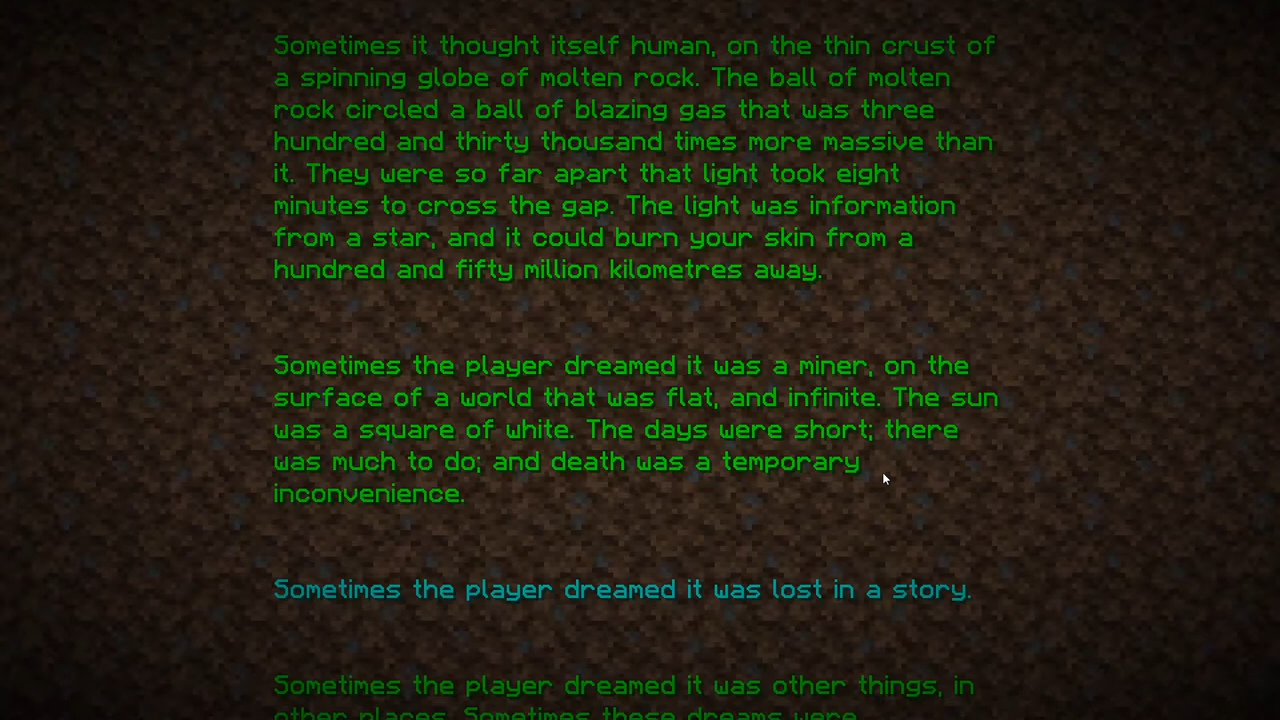 Sometimes it thought itself human, on the thin crust of
a spinning globe of molten rock. The ball of molten
rock circled a ball of blazing gas that was three
hundred and thirty thousand times more massive than
it. They were so far apart that light took eight
minutes to cross the gap. The light was information
from a star, and it could burn your skin from a
hundred and fifty million kilometres away.
Sometimes the player dreamed it was a miner, on the
surface of a world that was flat, and infinite. The sun
was a square of white. The days were short; there
was much to do; and death was a temporary
inconvenience.
Sometimes the player dreamed it was lost in a story.
Sometimes the player dreamed it was other things, in
other places. Sometimes these dreams were